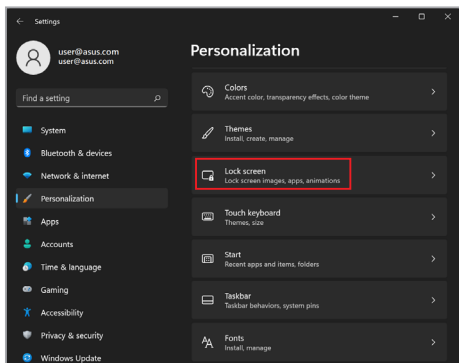 Settings
user@asus.com
user@asus.com
Find a setting
System
Bluetooth & devices
Network & internet
Personalization
Apps
Accounts
Time & language
Gaming
Accessibility
Privacy & security
Windows Update
Personalization
Colors
Accent color, transparency effects, color theme
Themes
Install, create, manage
Lock screen
Lock screen images, apps, animations
Touch keyboard
Themes, size
Start
Recent apps and items, folders
Taskbar
Taskbar behaviors, system pins
Fonts
Install, manage